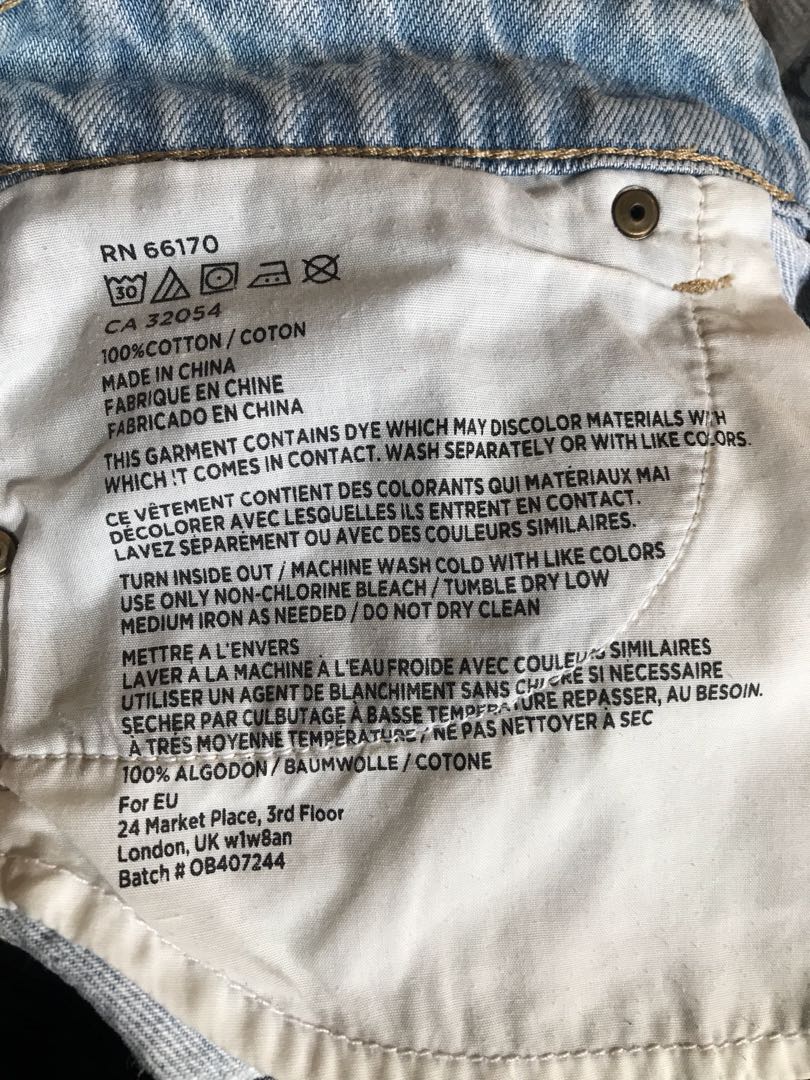 RN 66170
30
CA 32054
100%COTTON / COTON
MADE IN CHINA
FABRIQUE EN CHINE
FABRICADO EN CHINA
THIS GARMENT CONTAINS DYE WHICH MAY DISCOLOR MATERIALS WITH
WHICH IT COMES IN CONTACT. WASH SEPARATELY OR WITH LIKE COLORS.
CE VÊTEMENT CONTIENT DES COLORANTS QUI MATÉRIAUX MAI
DÉCOLORER AVEC LESQUELLES ILS ENTRENT EN CONTACT.
LAVEZ SÉPARÉMENT OU AVEC DES COULEURS SIMILAIRES.
TURN INSIDE OUT / MACHINE WASH COLD WITH LIKE COLORS
USE ONLY NON-CHLORINE BLEACH / TUMBLE DRY LOW
MEDIUM IRON AS NEEDED / DO NOT DRY CLEAN
METTRE A L'ENVERS
LAVER À LA MACHINE À L'EAU FROIDE AVEC COULEURS SIMILAIRES
UTILISER UN AGENT DE BLANCHIMENT SANS CHLORE SI NÉCESSAIRE
SECHER PAR CULBUTAGE À BASSE TEMPÉRATURE REPASSER, AU BESOIN.
À TRÈS MOYENNE TEMPÉRATURE / NE PAS NETTOYER À SEC
100% ALGODÓN / BAUMWOLLE / COTONE
For EU
24 Market Place, 3rd Floor
London, UK w1w8an
Batch # OB407244